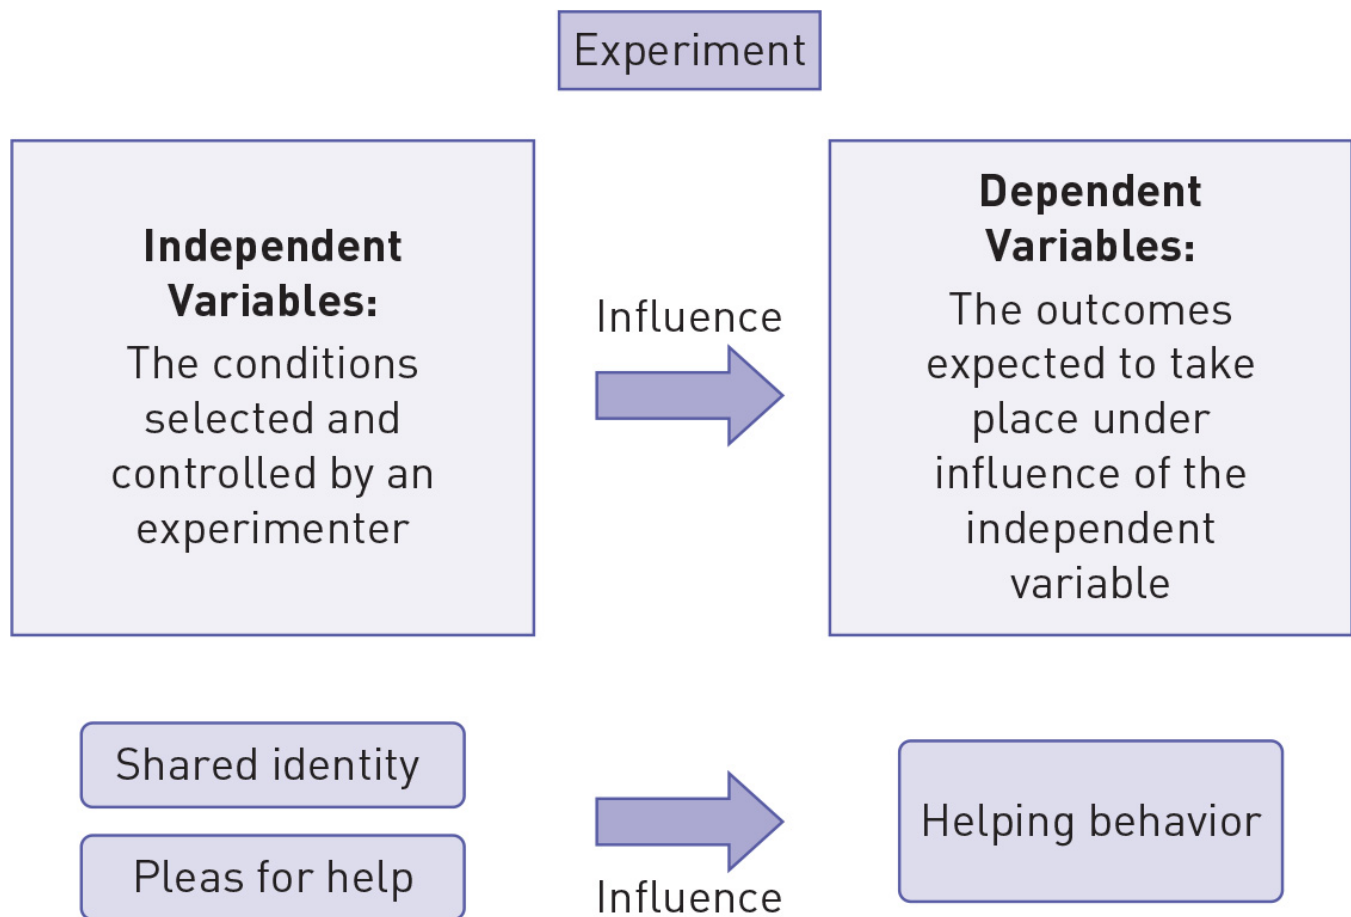 Experiment
Independent
Variables:
The conditions
selected and
controlled by an
experimenter
Influence
Dependent
Variables:
The outcomes
expected to take
place under
influence of the
independent
variable
Shared identity
Pleas for help
Influence
Helping behavior